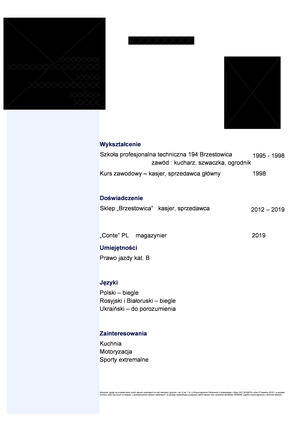 Wykształcenie
Szkoła profesjonalna techniczna 194 Brzestowica 1995 - 1998
zawód : kucharz, szwaczka, ogrodnik
Kurs zawodowy – kasjer, sprzedawca główny 1998
Doświadczenie
Sklep „Brzestowica" kasjer, sprzedawca 2012 – 2019
„Conte" PL magazynier 2019
Umiejętności
Prawo jazdy kat. B
Języki
Polski – biegle
Rosyjski i Białoruski – biegle
Ukraiński – do porozumienia
Zainteresowania
Kuchnia
Motoryzacja
Sporty extremalne